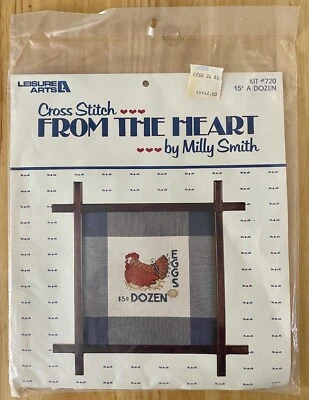 LEISURE
ARTS
KIT #720
15¢ A DOZEN
Cross Stitch
FROM THE HEART
by Milly Smith
EGGS
15¢ DOZEN